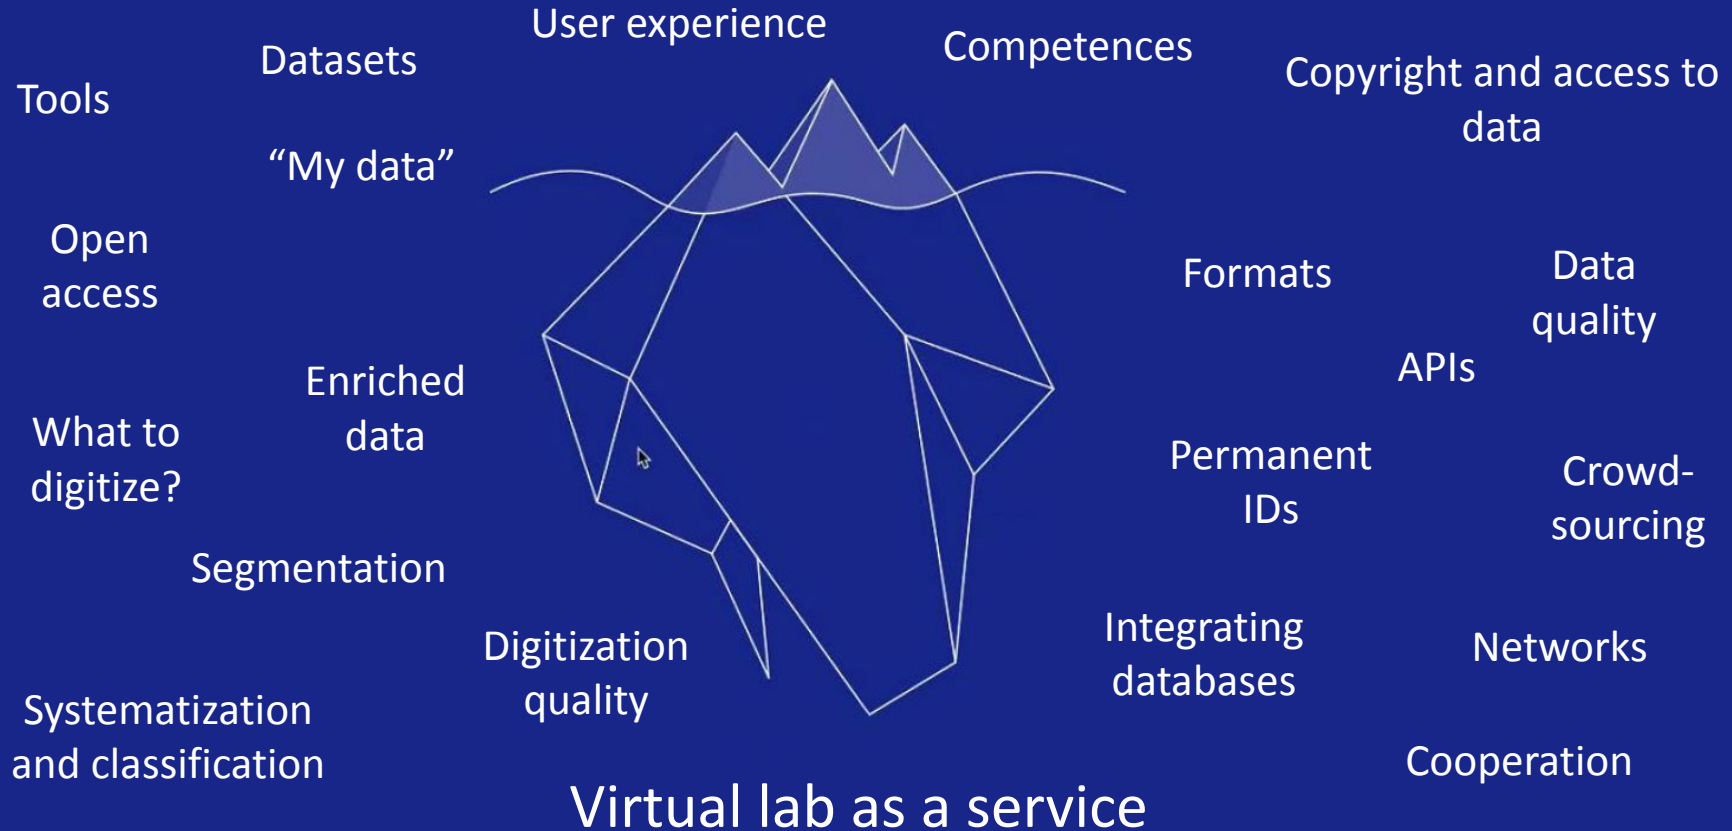 User experience
Datasets
Competences
Copyright and access to
data
Tools
“My data”
Open
access
Formats
Data
quality
APIs
Enriched
data
What to
digitize?
Permanent
IDs
Crowd-
sourcing
Segmentation
Digitization
quality
Integrating
databases
Networks
Systematization
and classification
Cooperation
Virtual lab as a service